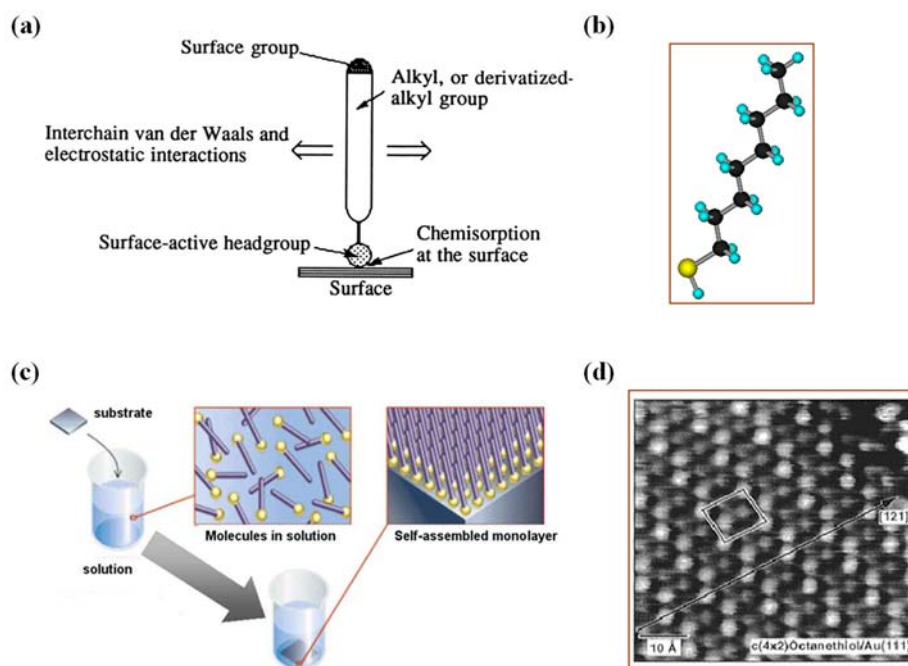 (a)
Surface group
Alkyl, or derivatized-
alkyl group
Interchain van der Waals and
electrostatic interactions
Surface-active headgroup
Chemisorption
at the surface
Surface
(b)
(c)
substrate
solution
Molecules in solution
Self-assembled monolayer
(d)
[121]
10 Å
c(4x2)Octanethiol/Au(111)